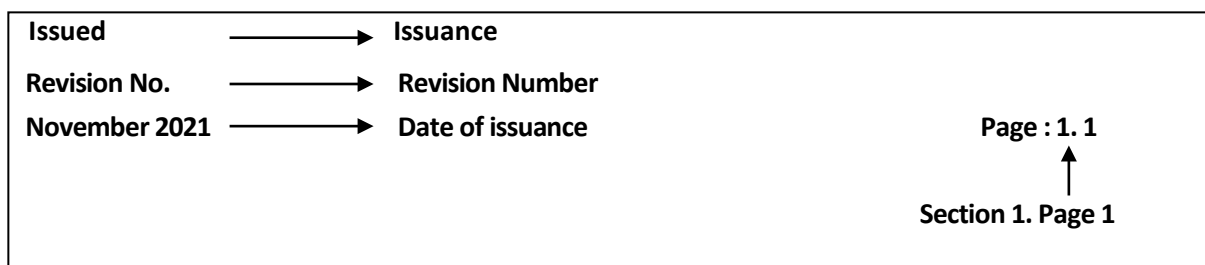 Issued Issuance
Revision No. Revision Number
November 2021 Date of issuance Page : 1. 1
Section 1. Page 1